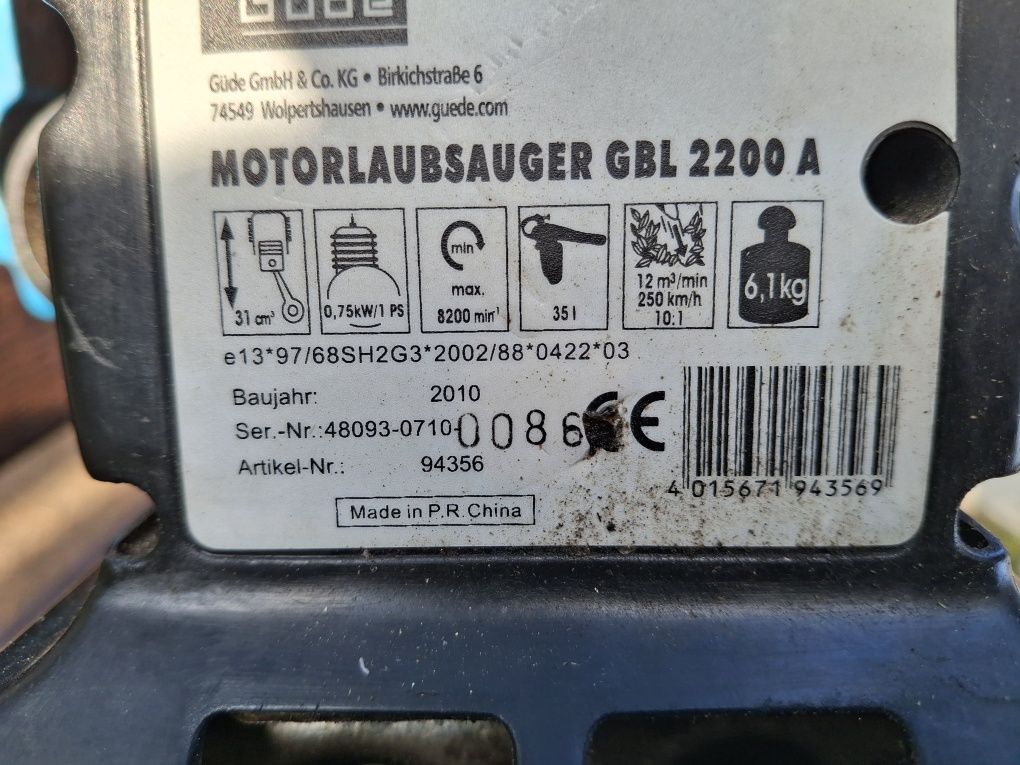 GÜDE
Güde GmbH & Co. KG • Birkichstraße 6
74549 Wolpertshausen • www.guede.com
MOTORLAUBSAUGER GBL 2200 A
31 cm³
0,75kW/1 PS
min
max.
8200 min⁻¹
35 l
12 m³/min
250 km/h
10:1
6,1kg
e13*97/68SH2G3*2002/88*0422*03
Baujahr: 2010
Ser.-Nr.:48093-0710-0086
CE
Artikel-Nr.: 94356
4 015671 943569
Made in P.R.China